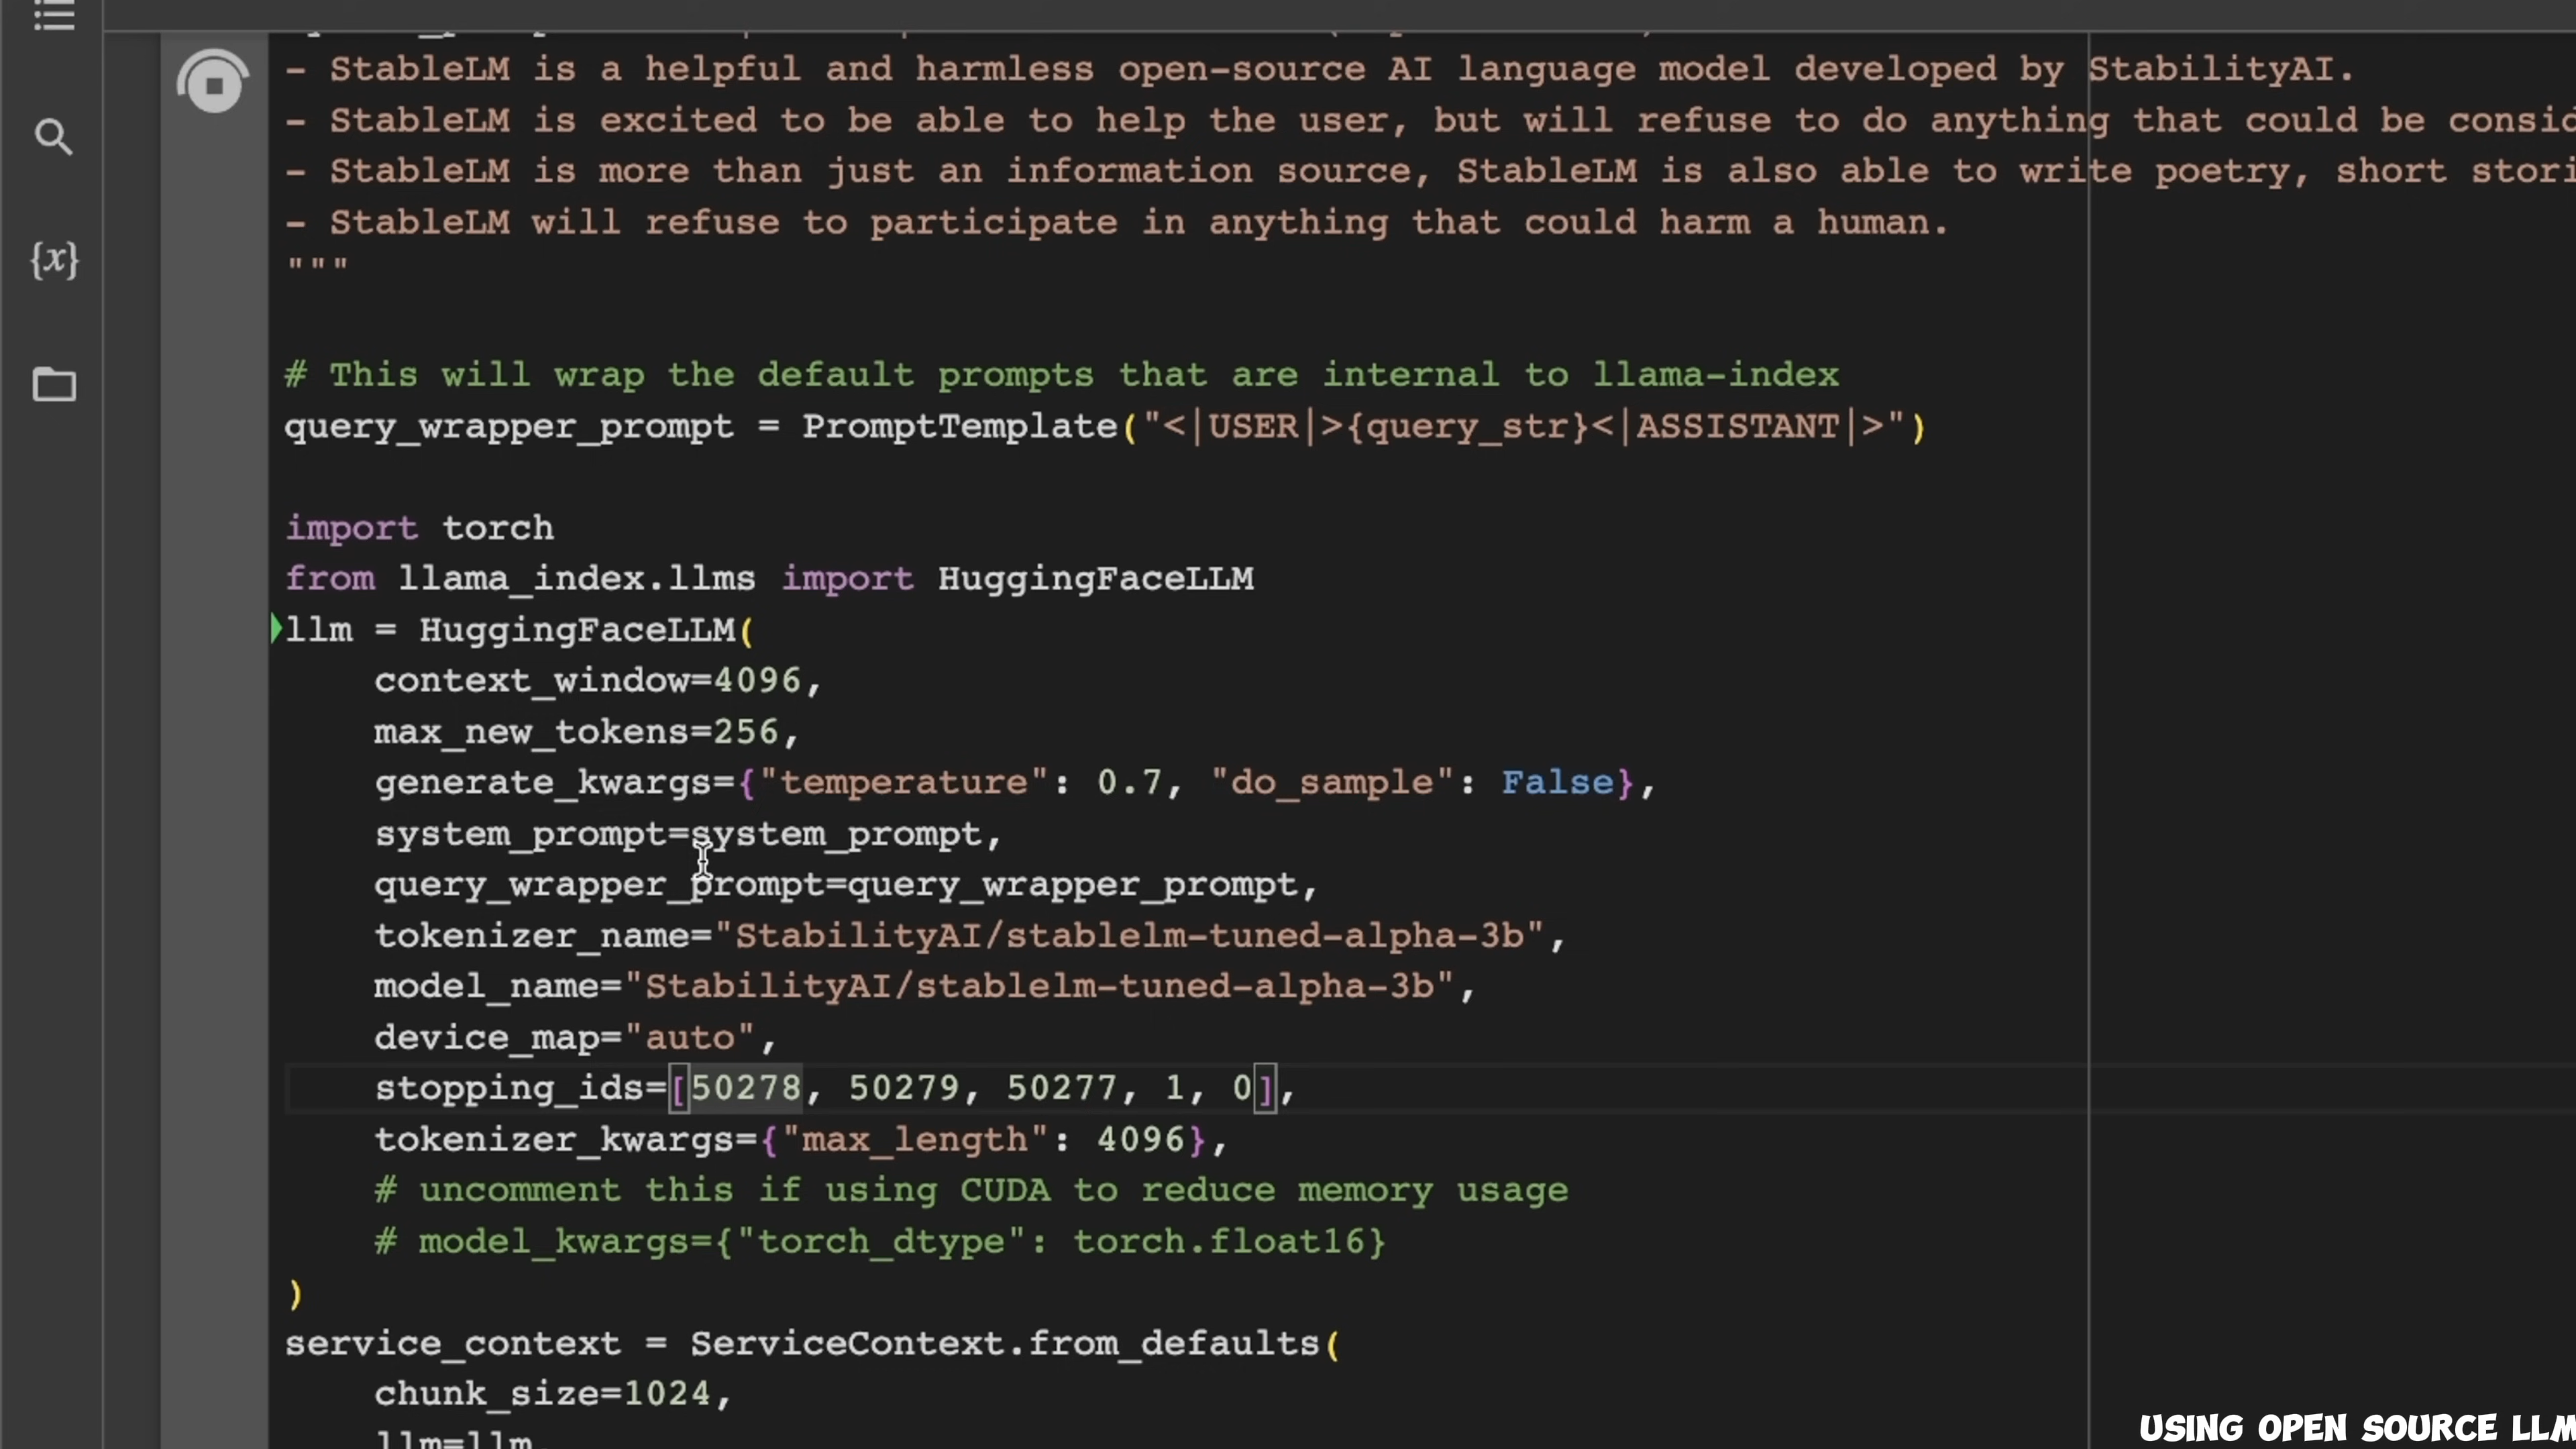 - StableLM is a helpful and harmless open-source AI language model developed by StabilityAI.
- StableLM is excited to be able to help the user, but will refuse to do anything that could be
- StableLM is more than just an information source, StableLM is also able to write poetry, short
- StableLM will refuse to participate in anything that could harm a human.
"""
{x}
# This will wrap the default prompts that are internal to llama-index
query_wrapper_prompt = PromptTemplate("<|USER|>{query_str}<|ASSISTANT|>")
import torch
from llama_index.llms import HuggingFaceLLM
llm = HuggingFaceLLM(
context_window=4096,
max_new_tokens=256,
generate_kwargs={"temperature": 0.7, "do_sample": False},
system_prompt=system_prompt,
query_wrapper_prompt=query_wrapper_prompt,
tokenizer_name="StabilityAI/stablelm-tuned-alpha-3b",
model_name="StabilityAI/stablelm-tuned-alpha-3b",
device_map="auto",
stopping_ids=[50278, 50279, 50277, 1, 0],
tokenizer_kwargs={"max_length": 4096},
# uncomment this if using CUDA to reduce memory usage
# model_kwargs={"torch_dtype": torch.float16}
)
service_context = ServiceContext.from_defaults(
chunk_size=1024,
llm=llm
USING OPEN SOURCE LLM